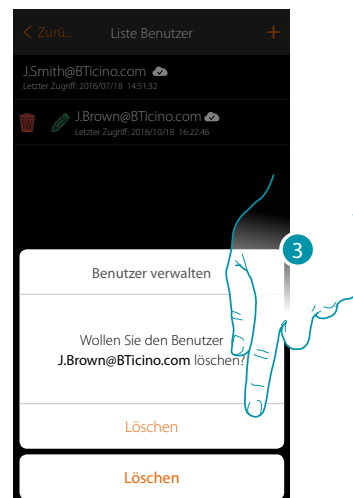 < Zurü... Liste Benutzer +
J.Smith@BTicino.com
Letzter Zugriff: 2016/07/18 14:51:32
J.Brown@BTicino.com
Letzter Zugriff: 2016/10/18 16:22:46
3
Benutzer verwalten
Wollen Sie den Benutzer
J.Brown@BTicino.com löschen?
Löschen
Löschen